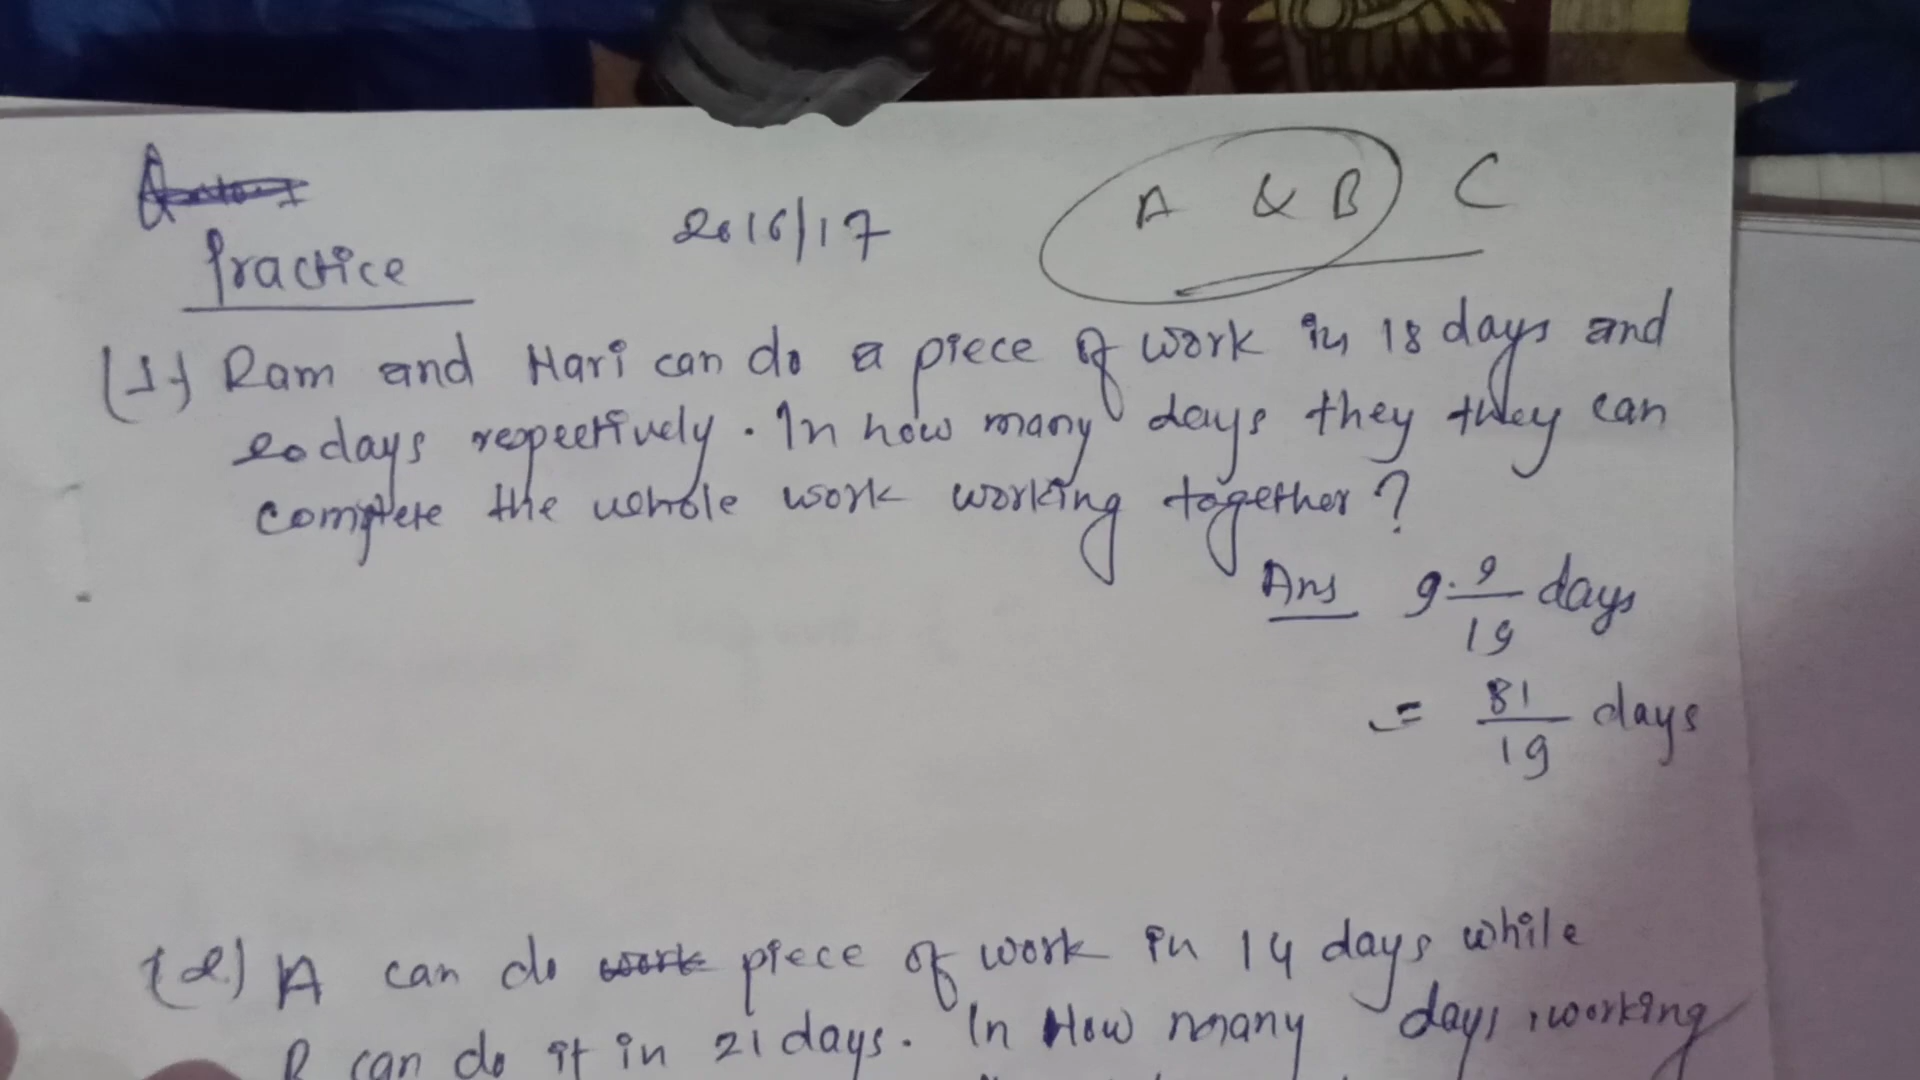 Practice
2016/17
A & B C
(1) Ram and Hari can do a piece of work in 18 days and
20 days respectively. In how many days they they can
complete the whole work working together?
Ans 9 9/19 days
= 81/19 days
(2) A can do work piece of work in 14 days while
B can do it in 21 days. In How many days, working